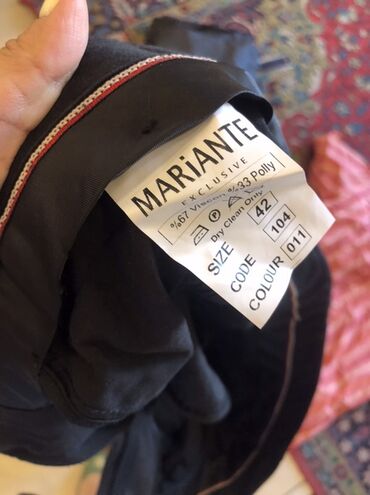 MARiANTE
EXCLUSIVE
%67 Viscon %33 Polly
Dry Clean Only
SIZE 42
CODE 104
COLOUR 011